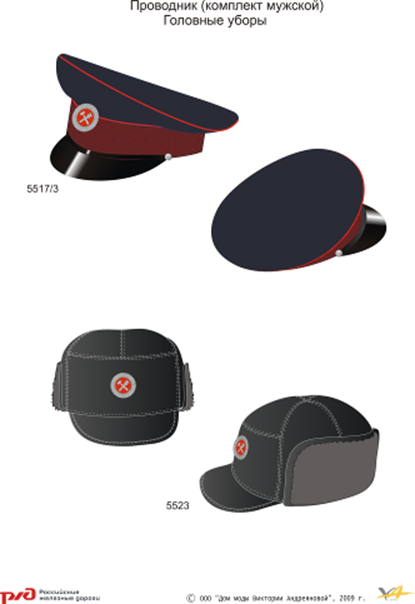 Проводник (комплект мужской)
Головные уборы
5517/3
5523
РЖД
Российские
железные дороги
© ООО "Дом моды Виктории Андреяновой", 2009 г.